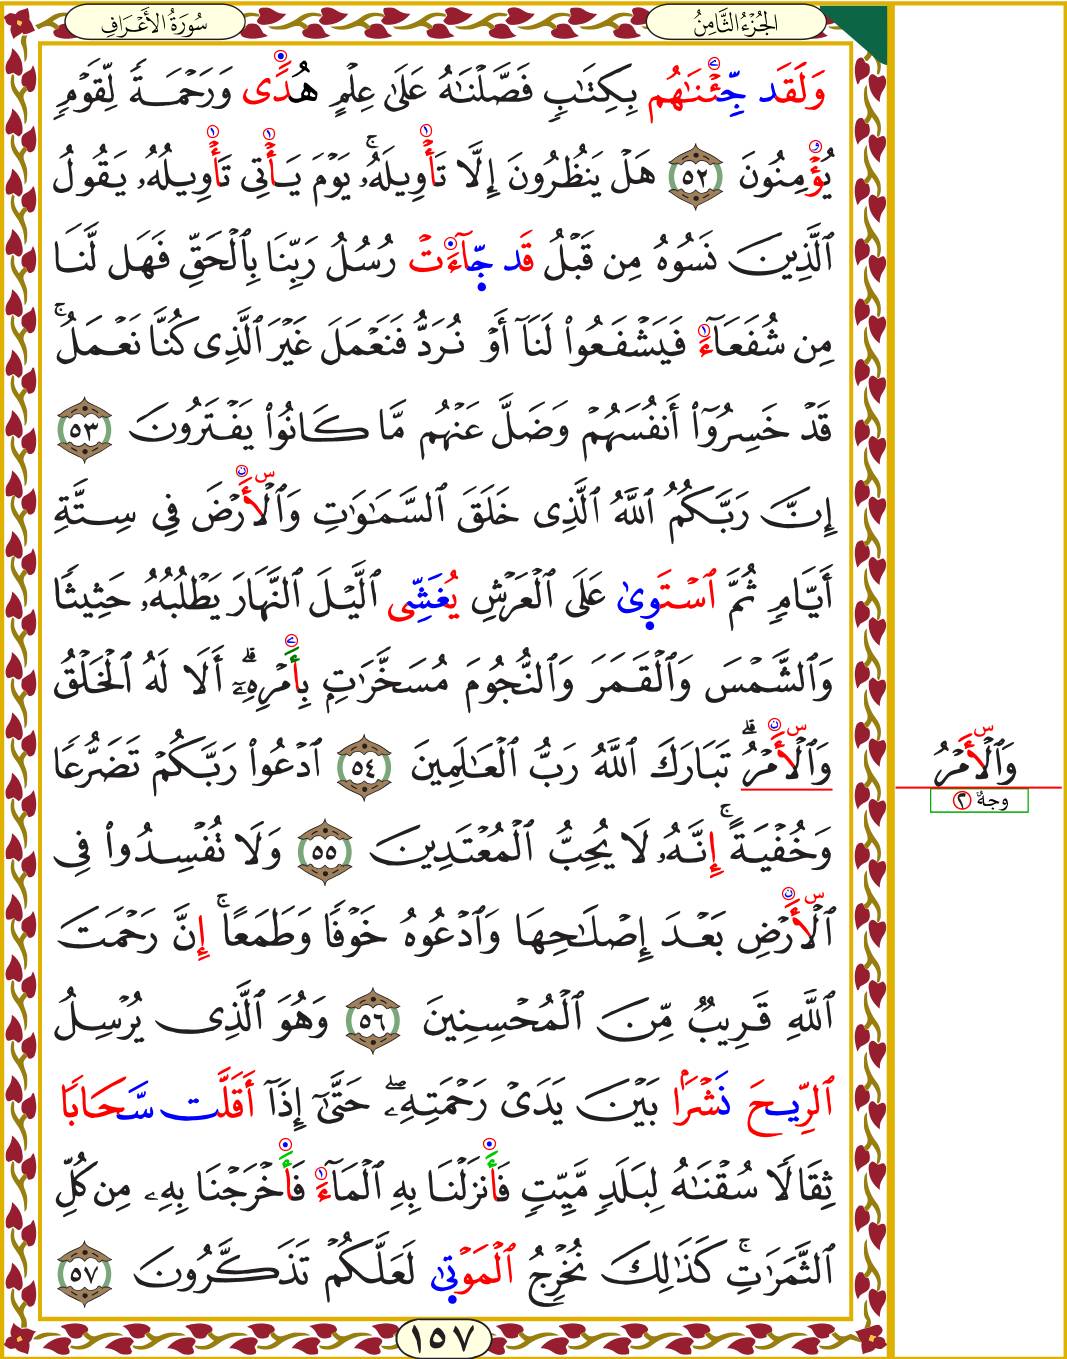 سُورَةُ الأَعْرَافِ
الجُزْءُ الثَّامِنُ
وَلَقَد جِّئْنَٰهُم بِكِتَٰبٍ فَصَّلْنَٰهُ عَلَىٰ عِلْمٍ هُدًى وَرَحْمَةً لِّقَوْمٍ
يُؤْمِنُونَ ٥٢ هَلْ يَنظُرُونَ إِلَّا تَأْوِيلَهُۥۚ يَوْمَ يَأْتِى تَأْوِيلُهُۥ يَقُولُ
ٱلَّذِينَ نَسُوهُ مِن قَبْلُ قَد جَّآءَتْ رُسُلُ رَبِّنَا بِٱلْحَقِّ فَهَل لَّنَا
مِن شُفَعَآءَ فَيَشْفَعُوا۟ لَنَآ أَوْ نُرَدُّ فَنَعْمَلَ غَيْرَ ٱلَّذِى كُنَّا نَعْمَلُۚ
قَدْ خَسِرُوٓا۟ أَنفُسَهُمْ وَضَلَّ عَنْهُم مَّا كَانُوا۟ يَفْتَرُونَ ٥٣
إِنَّ رَبَّكُمُ ٱللَّهُ ٱلَّذِى خَلَقَ ٱلسَّمَٰوَٰتِ وَٱلْأَرْضَ فِى سِتَّةِ
أَيَّامٍ ثُمَّ ٱسْتَوِىٰ عَلَى ٱلْعَرْشِ يُغَشِّى ٱلَّيْلَ ٱلنَّهَارَ يَطْلُبُهُۥ حَثِيثًا
وَٱلشَّمْسَ وَٱلْقَمَرَ وَٱلنُّجُومَ مُسَخَّرَٰتٍۭ بِأَمْرِهِۦٓۗ أَلَا لَهُ ٱلْخَلْقُ
وَٱلْأَمْرُۗ تَبَارَكَ ٱللَّهُ رَبُّ ٱلْعَٰلَمِينَ ٥٤ ٱدْعُوا۟ رَبَّكُمْ تَضَرُّعًا
وَخُفْيَةًۚ إِنَّهُۥ لَا يُحِبُّ ٱلْمُعْتَدِينَ ٥٥ وَلَا تُفْسِدُوا۟ فِى
ٱلْأَرْضِ بَعْدَ إِصْلَٰحِهَا وَٱدْعُوهُ خَوْفًا وَطَمَعًاۚ إِنَّ رَحْمَتَ
ٱللَّهِ قَرِيبٌ مِّنَ ٱلْمُحْسِنِينَ ٥٦ وَهُوَ ٱلَّذِى يُرْسِلُ
ٱلرِّيحَ نَشْرًا بَيْنَ يَدَىْ رَحْمَتِهِۦۖ حَتَّىٰٓ إِذَآ أَقَلَّت سَّحَابًا
ثِقَالًا سُقْنَٰهُ لِبَلَدٍ مَّيِّتٍ فَأَنزَلْنَا بِهِ ٱلْمَآءَ فَأَخْرَجْنَا بِهِۦ مِن كُلِّ
ٱلثَّمَرَٰتِۚ كَذَٰلِكَ نُخْرِجُ ٱلْمَوْتِىٰ لَعَلَّكُمْ تَذَكَّرُونَ ٥٧
١٥٧
وَٱلْأَمْرُ
وجهٌ ٢